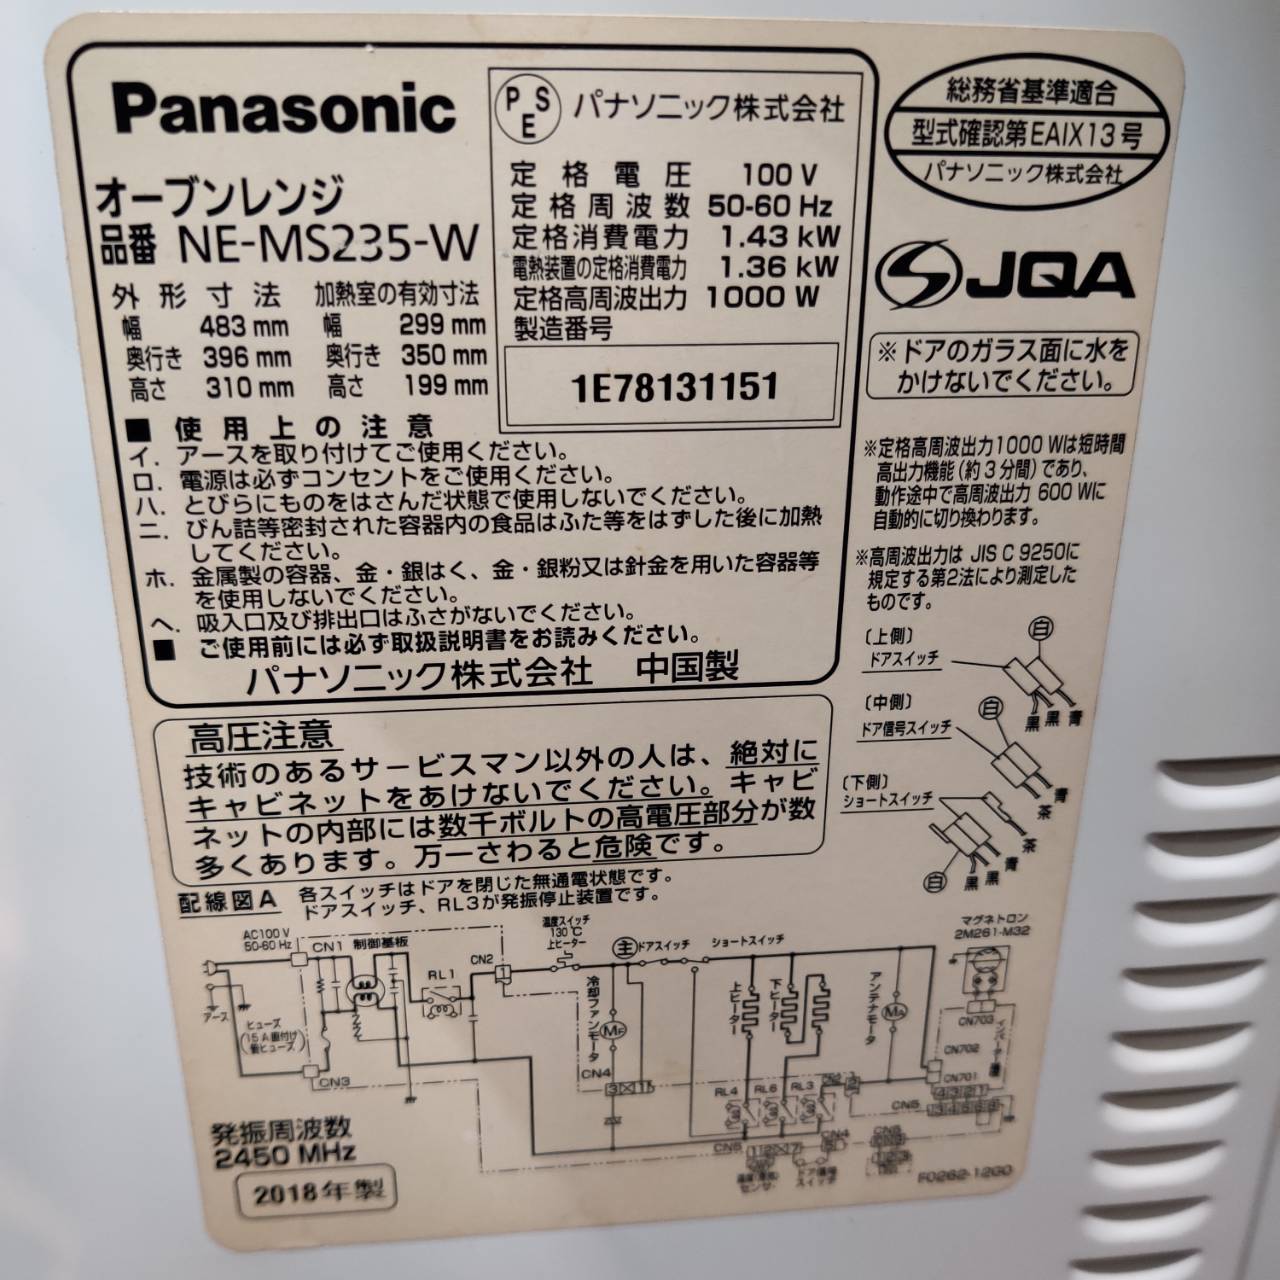 Panasonic
オーブンレンジ
品番 NE-MS235-W
外形寸法 加熱室の有効寸法
幅 483 mm 幅 299 mm
奥行き 396 mm 奥行き 350 mm
高さ 310 mm 高さ 199 mm
PSE パナソニック株式会社
定格電圧 100 V
定格周波数 50-60 Hz
定格消費電力 1.43 kW
電熱装置の定格消費電力 1.36 kW
定格高周波出力 1000 W
製造番号
1E78131151
■ 使用上の注意
イ. アースを取り付けてご使用ください。
ロ. 電源は必ずコンセントをご使用ください。
ハ. とびらにものをはさんだ状態で使用しないでください。
ニ. びん詰等密封された容器内の食品はふた等をはずした後に加熱
してください。
ホ. 金属製の容器、金・銀はく、金・銀粉又は針金を用いた容器等
を使用しないでください。
ヘ. 吸入口及び排出口はふさがないでください。
■ ご使用前には必ず取扱説明書をお読みください。
パナソニック株式会社 中国製
総務省基準適合
型式確認第EAIX13号
パナソニック株式会社
JQA
※ドアのガラス面に水を
かけないでください。
※定格高周波出力1000 Wは短時間
高出力機能(約3分間)であり、
動作途中で高周波出力 600 Wに
自動的に切り換わります。
※高周波出力は JIS C 9250に
規定する第2法により測定した
ものです。
〔上側〕
ドアスイッチ
白
黒 黒 青
〔中側〕
ドア信号スイッチ
白
青
茶
〔下側〕
ショートスイッチ
茶
白 黒 黒 青
高圧注意
技術のあるサービスマン以外の人は、絶対に
キャビネットをあけないでください。キャビ
ネットの内部には数千ボルトの高電圧部分が数
多くあります。万一さわると危険です。
配線図A 各スイッチはドアを閉じた無通電状態です。
ドアスイッチ、RL3が発振停止装置です。
AC100 V
50-60 Hz
CN1 制御基板
RL1
CN2
1
温度スイッチ
130℃
上ヒーター
主 ドアスイッチ ショートスイッチ
マグネトロン
2M261-M32
アース
ヒューズ
CN3
冷却ファンモータ
MF
CN4
上ヒーター
下ヒーター
アンテナモータ
MA
CN703
CN702
CN701
RL4 RL6 RL3
CN5
発振周波数
2450 MHz
2018年製
F0262-12G0